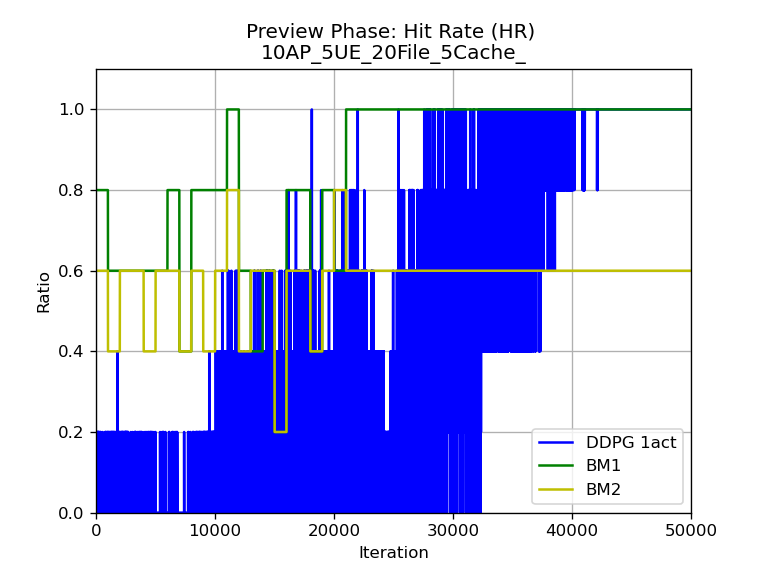 Preview Phase: Hit Rate (HR)
10AP_5UE_20File_5Cache_
Ratio
1.0
0.8
0.6
0.4
0.2
0.0
0
10000
20000
30000
40000
50000
Iteration
DDPG 1act
BM1
BM2